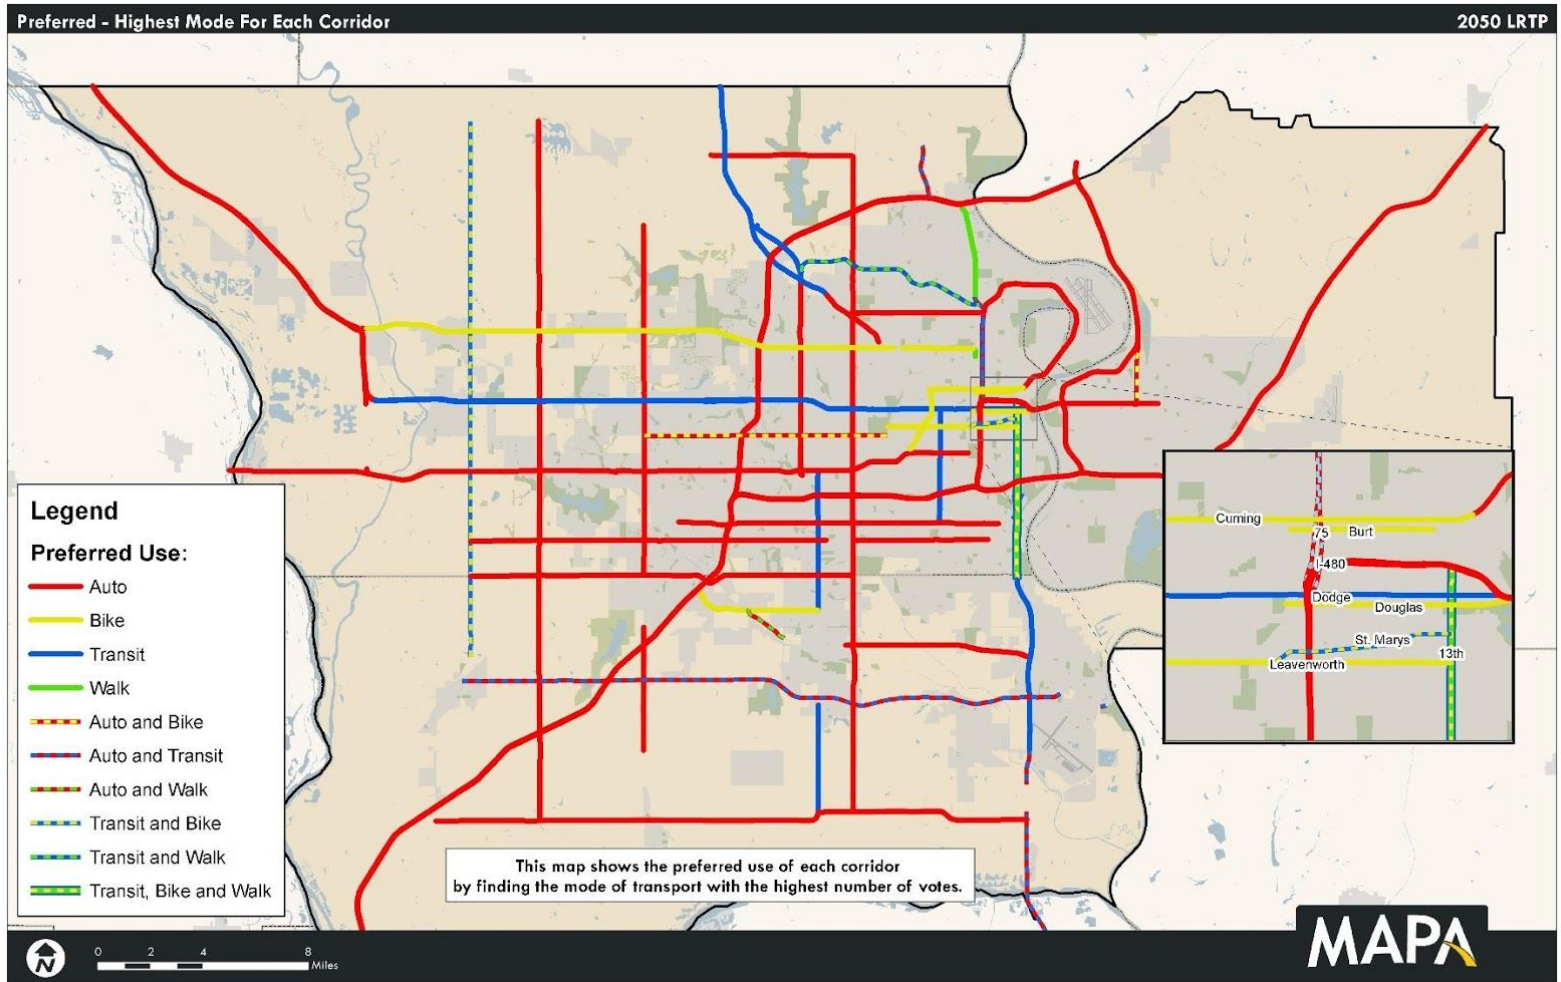 Preferred - Highest Mode For Each Corridor
2050 LRTP
Cuming
75
Burt
I-480
Dodge
Douglas
St. Marys
13th
Leavenworth
Legend
Preferred Use:
Auto
Bike
Transit
Walk
Auto and Bike
Auto and Transit
Auto and Walk
Transit and Bike
Transit and Walk
Transit, Bike and Walk
This map shows the preferred use of each corridor
by finding the mode of transport with the highest number of votes.
N
0 2 4 8
Miles
MAPA